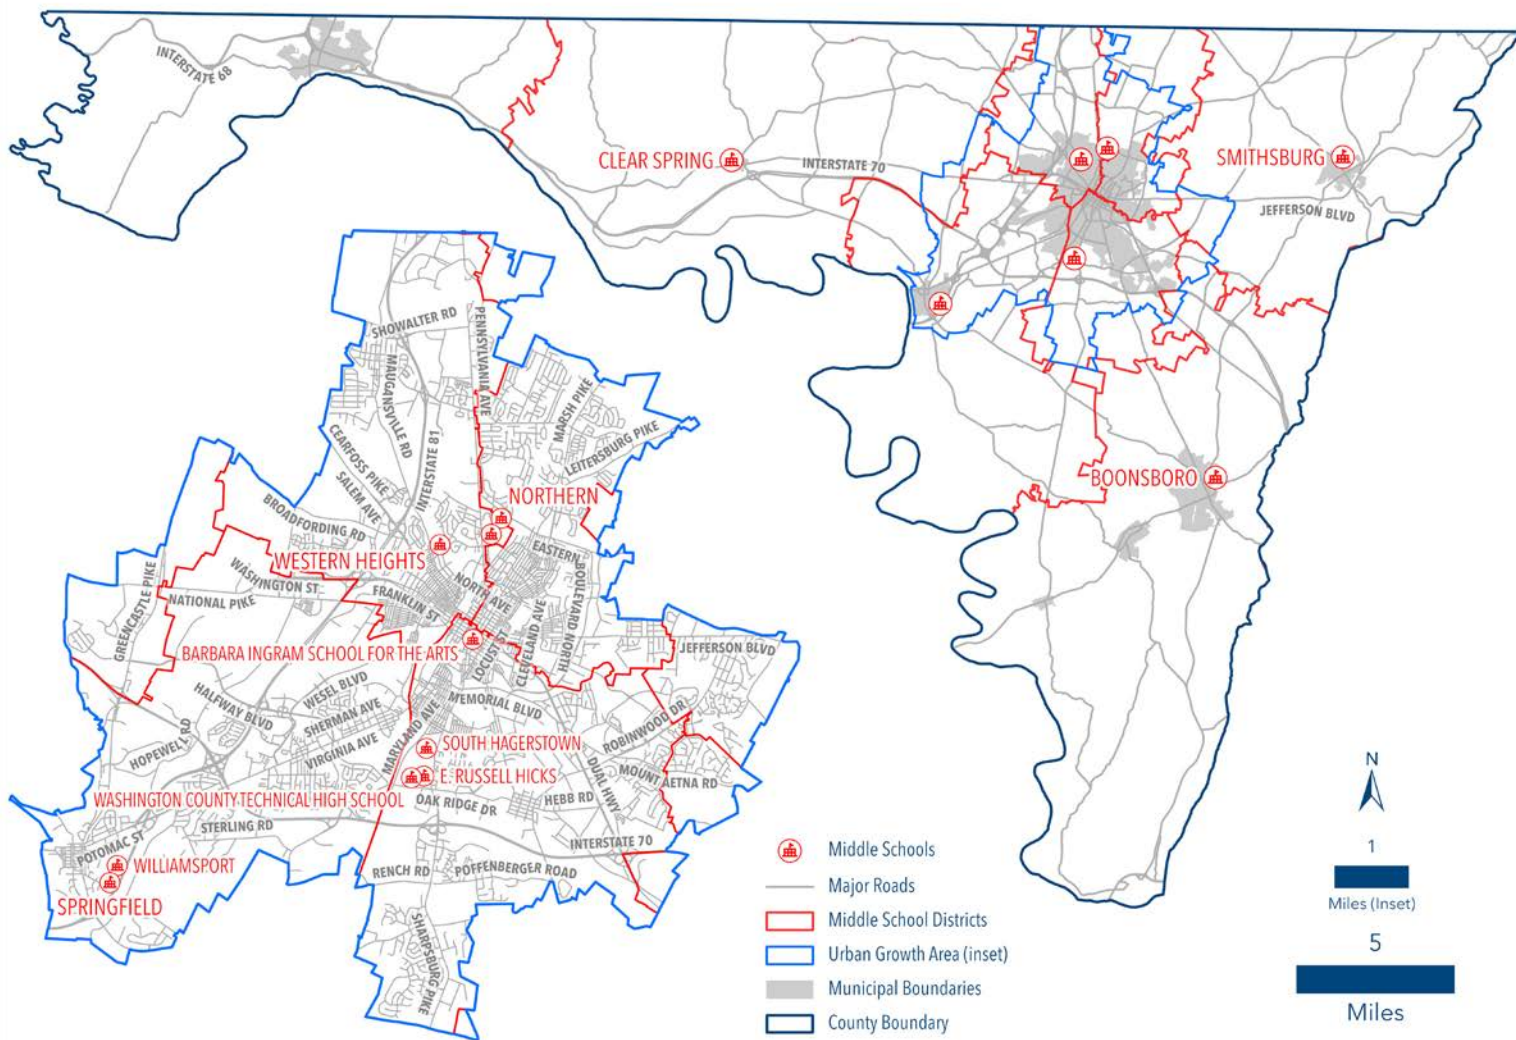 INTERSTATE 68
CLEAR SPRING
INTERSTATE 70
SMITHSBURG
JEFFERSON BLVD
BOONSBORO
SHOWALTER RD
PENNSYLVANIA AVE
MAUGANSVILLE RD
MARSH PIKE
LEITERSBURG PIKE
CEARFOSS PIKE
SALEM AVE
INTERSTATE 81
NORTHERN
BROADFORDING RD
WESTERN HEIGHTS
EASTERN
BOULEVARD NORTH
GREENCASTLE PIKE
WASHINGTON ST
NATIONAL PIKE
FRANKLIN ST
NORTH AVE
LOCUST ST
CLEVELAND AVE
BARBARA INGRAM SCHOOL FOR THE ARTS
JEFFERSON BLVD
HALFWAY BLVD
WESEL BLVD
SHERMAN AVE
VIRGINIA AVE
HOPEWELL RD
MARYLAND AVE
MEMORIAL BLVD
ROBINWOOD DR
SOUTH HAGERSTOWN
E. RUSSELL HICKS
MOUNT AETNA RD
DUAL HWY
WASHINGTON COUNTY TECHNICAL HIGH SCHOOL
OAK RIDGE DR
HEBB RD
STERLING RD
POTOMAC ST
INTERSTATE 70
WILLIAMSPORT
RENCH RD
POFFENBERGER ROAD
SPRINGFIELD
SHARPSBURG PIKE
Middle Schools
Major Roads
Middle School Districts
Urban Growth Area (inset)
Municipal Boundaries
County Boundary
N
1
Miles (Inset)
5
Miles